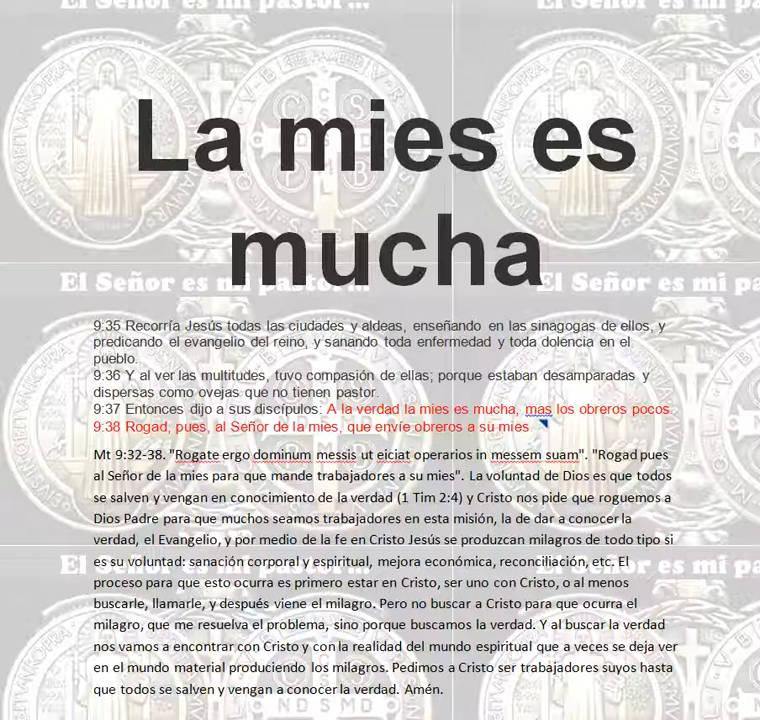 El Señor es mi pastor...
La mies es
mucha
El Señor es mi pastor...
El Señor es mi pa
9:35 Recorría Jesús todas las ciudades y aldeas, enseñando en las sinagogas de ellos, y
predicando el evangelio del reino, y sanando toda enfermedad y toda dolencia en el
pueblo.
9:36 Y al ver las multitudes, tuvo compasión de ellas; porque estaban desamparadas y
dispersas como ovejas que no tienen pastor.
9:37 Entonces dijo a sus discípulos: A la verdad la mies es mucha, mas los obreros pocos
9:38 Rogad, pues, al Señor de la mies, que envíe obreros a su mies
Mt 9:32-38. "Rogate ergo dominum messis ut eiciat operarios in messem suam". "Rogad pues
al Señor de la mies para que mande trabajadores a su mies". La voluntad de Dios es que todos
se salven y vengan en conocimiento de la verdad (1 Tim 2:4) y Cristo nos pide que roguemos a
Dios Padre para que muchos seamos trabajadores en esta misión, la de dar a conocer la
verdad, el Evangelio, y por medio de la fe en Cristo Jesús se produzcan milagros de todo tipo si
es su voluntad: sanación corporal y espiritual, mejora económica, reconciliación, etc. El
proceso para que esto ocurra es primero estar en Cristo, ser uno con Cristo, o al menos
buscarle, llamarle, y después viene el milagro. Pero no buscar a Cristo para que ocurra el
milagro, que me resuelva el problema, sino porque buscamos la verdad. Y al buscar la verdad
nos vamos a encontrar con Cristo y con la realidad del mundo espiritual que a veces se deja ver
en el mundo material produciendo los milagros. Pedimos a Cristo ser trabajadores suyos hasta
que todos se salven y vengan a conocer la verdad. Amén.